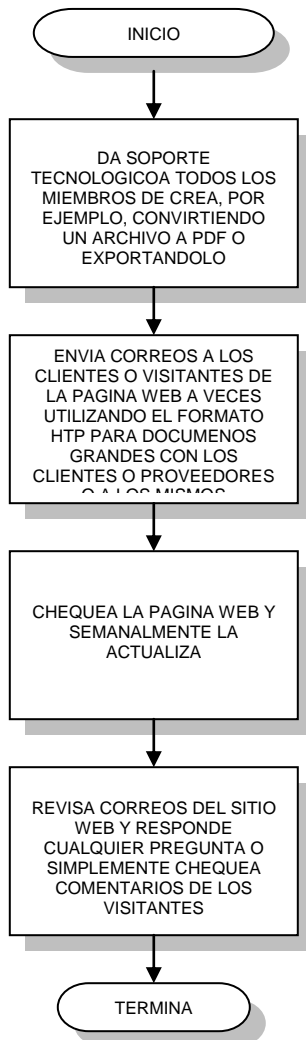 INICIO
DA SOPORTE
TECNOLOGICOA TODOS LOS
MIEMBROS DE CREA, POR
EJEMPLO, CONVIRTIENDO
UN ARCHIVO A PDF O
EXPORTANDOLO
ENVIA CORREOS A LOS
CLIENTES O VISITANTES DE
LA PAGINA WEB A VECES
UTILIZANDO EL FORMATO
HTP PARA DOCUMENOS
GRANDES CON LOS
CLIENTES O PROVEEDORES
O A LOS MISMOS
CHEQUEA LA PAGINA WEB Y
SEMANALMENTE LA
ACTUALIZA
REVISA CORREOS DEL SITIO
WEB Y RESPONDE
CUALQUIER PREGUNTA O
SIMPLEMENTE CHEQUEA
COMENTARIOS DE LOS
VISITANTES
TERMINA